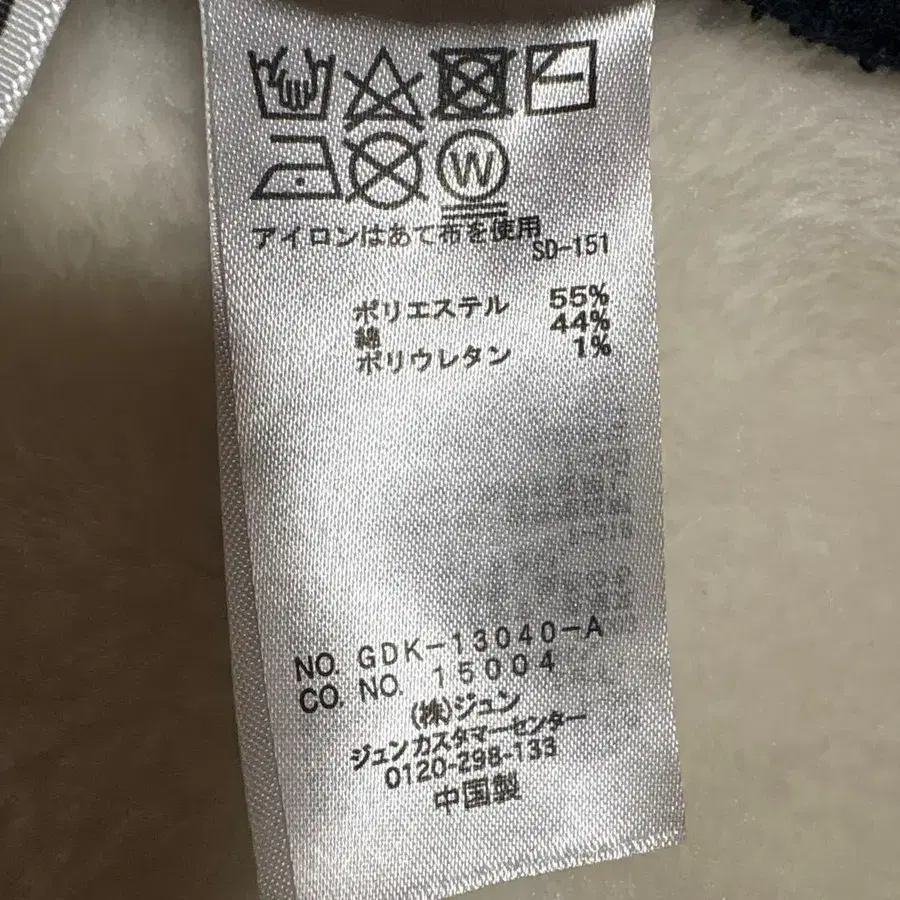 W
アイロンはあて布を使用
SD-151
ポリエステル 55%
綿 44%
ポリウレタン 1%
NO. GDK-13040-A
CO. NO. 15004
(株)ジュン
ジュンカスタマーセンター
0120-298-133
中国製